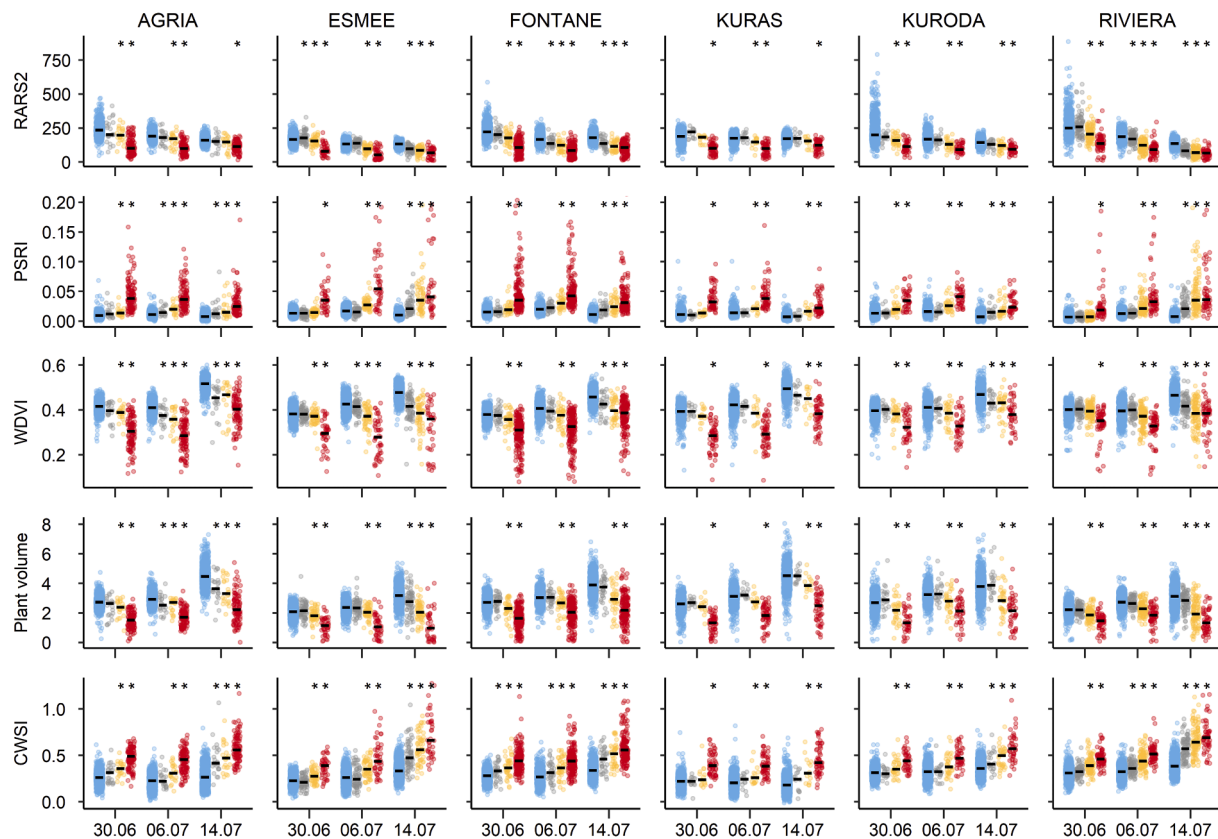 AGRIA ESMEE FONTANE KURAS KURODA RIVIERA
RARS2
750
500
250
0
PSRI
0.20
0.15
0.10
0.05
0.00
WDVI
0.6
0.4
0.2
Plant volume
8
6
4
2
0
CWSI
1.0
0.5
0.0
30.06 06.07 14.07 30.06 06.07 14.07 30.06 06.07 14.07 30.06 06.07 14.07 30.06 06.07 14.07 30.06 06.07 14.07